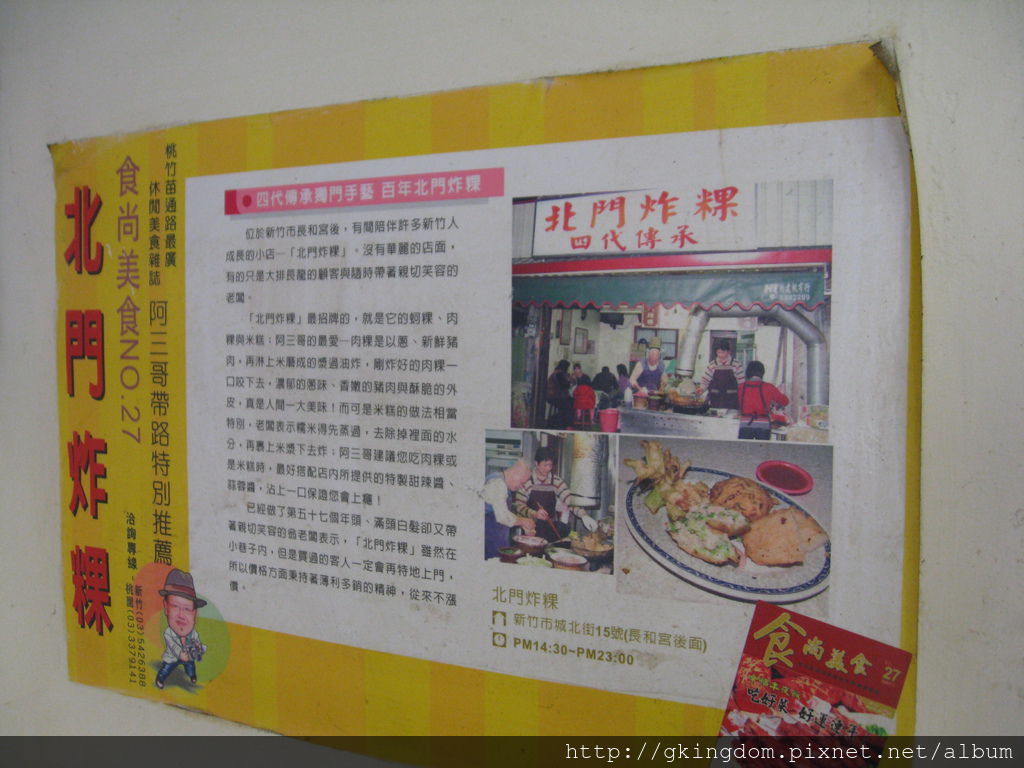 北門炸粿
食尚美食NO.27
桃竹苗通路最廣
休閒美食雜誌
阿三哥帶路特別推薦
洽詢專線:
新竹(03)5426388
桃園(03)3379141
四代傳承獨門手藝 百年北門炸粿
位於新竹市長和宮後,有間陪伴許多新竹人
成長的小店─「北門炸粿」。沒有華麗的店面,
有的只是大排長龍的顧客與隨時帶著親切笑容的
老闆。
「北門炸粿」最招牌的,就是它的蚵粿、肉
粿與米糕;阿三哥的最愛─肉粿是以蔥、新鮮豬
肉,再淋上米磨成的漿過油炸,剛炸好的肉粿一
口咬下去,濃郁的蔥味、香嫩的豬肉與酥脆的外
皮,真是人間一大美味!而可是米糕的做法相當
特別,老闆表示糯米得先蒸過,去除掉裡面的水
分,再裹上米漿下去炸;阿三哥建議您吃肉粿或
是米糕時,最好搭配店內所提供的特製甜辣醬、
蒜蓉醬,沾上一口保證您會上癮!
已經做了第五十七個年頭、滿頭白髮卻又帶
著親切笑容的翁老闆表示,「北門炸粿」雖然在
小巷子內,但是買過的客人一定會再特地上門,
所以價格方面秉持著薄利多銷的精神,從來不漲
價。
北門炸粿
四代傳承
北門炸粿
新竹市城北街15號(長和宮後面)
PM14:30~PM23:00
食尚美食
27
吃好菜 好運連年
http://gkingdom.pixnet.net/album